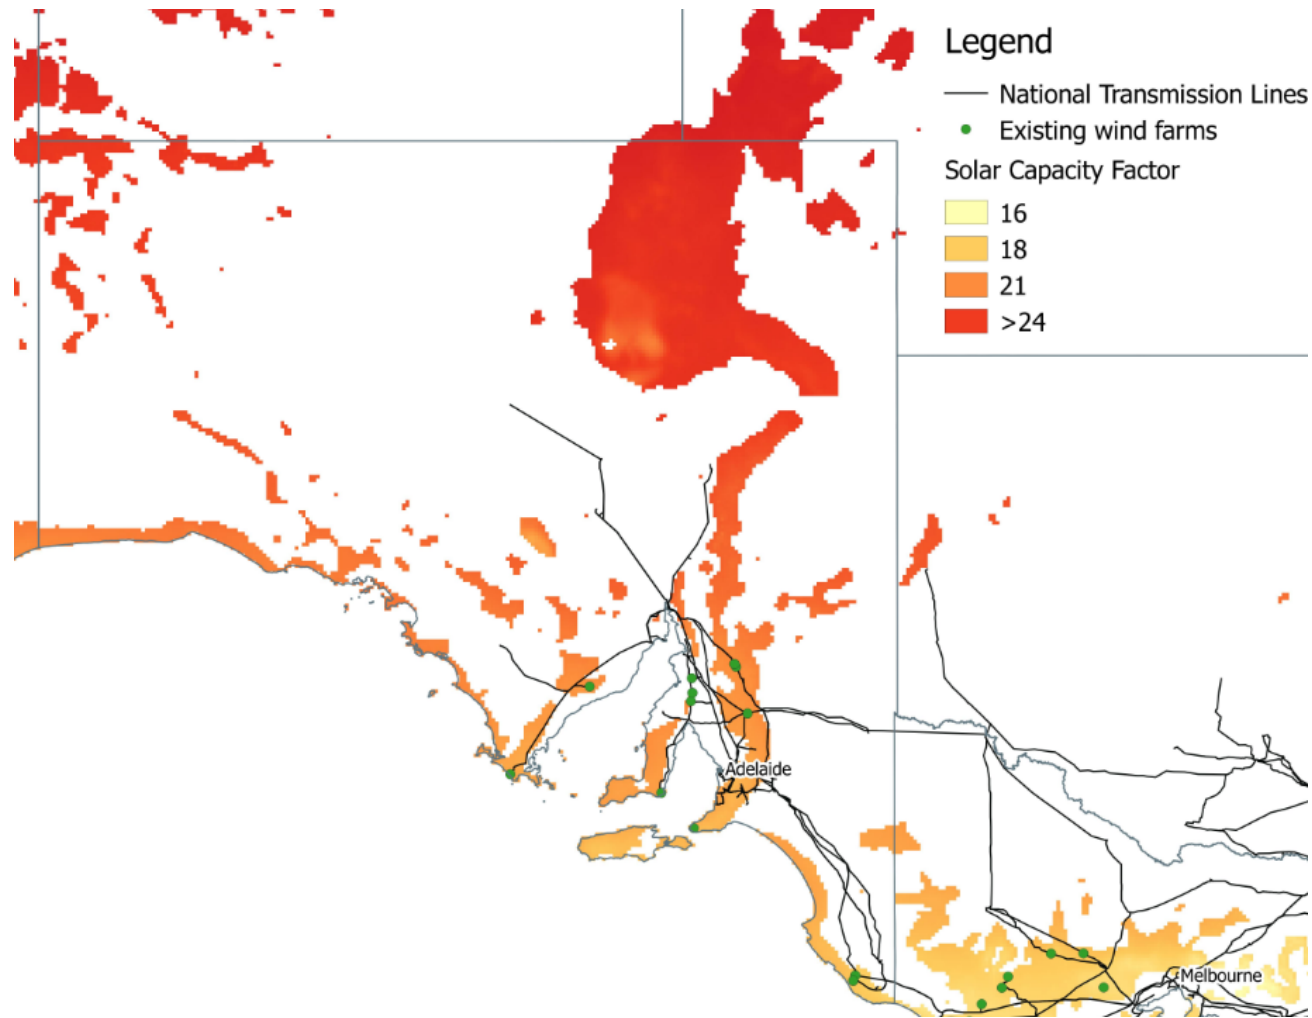 Legend
National Transmission Lines
Existing wind farms
Solar Capacity Factor
16
18
21
>24
Adelaide
Melbourne